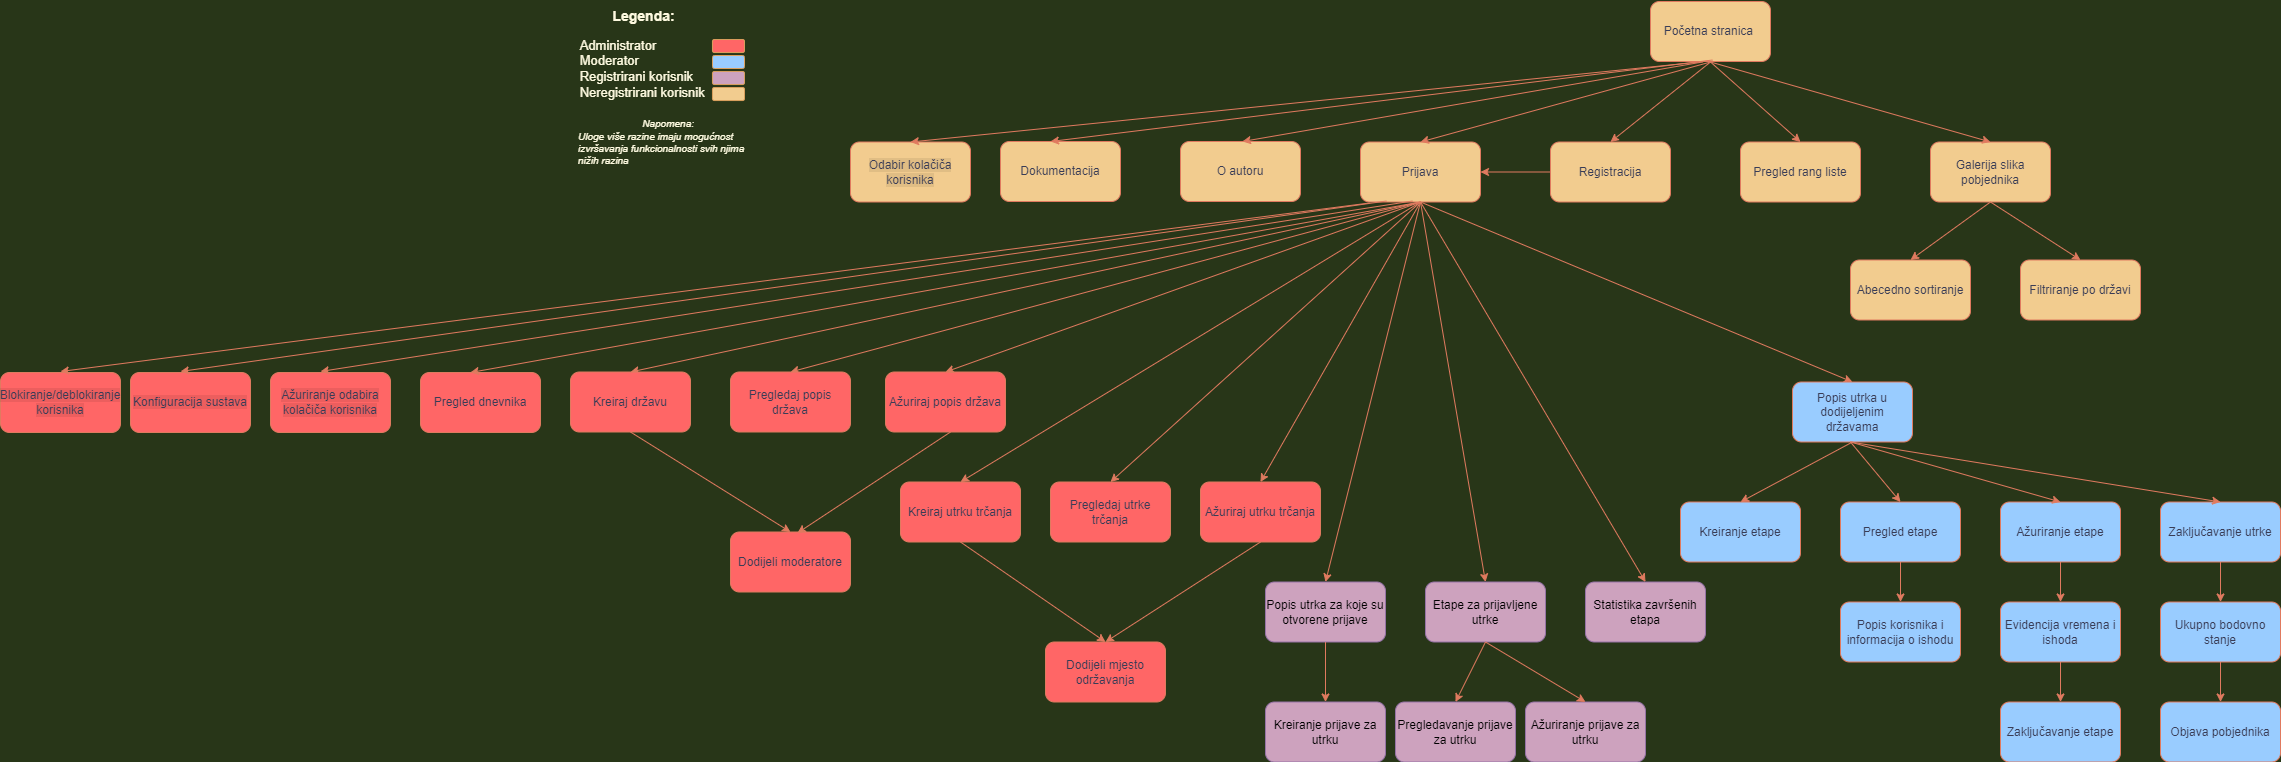 Legenda:
Administrator
Moderator
Registrirani korisnik
Neregistrirani korisnik
Napomena:
Uloge više razine imaju mogućnost
izvršavanja funkcionalnosti svih njima
nižih razina
Početna stranica
Odabir kolačiča
korisnika
Dokumentacija
O autoru
Prijava
Registracija
Pregled rang liste
Galerija slika
pobjednika
Abecedno sortiranje
Filtriranje po državi
Blokiranje/deblokiranje
korisnika
Konfiguracija sustava
Ažuriranje odabira
kolačiča korisnika
Pregled dnevnika
Kreiraj državu
Pregledaj popis
država
Ažuriraj popis država
Popis utrka u
dodijeljenim
državama
Kreiraj utrku trčanja
Pregledaj utrke
trčanja
Ažuriraj utrku trčanja
Kreiranje etape
Pregled etape
Ažuriranje etape
Zaključavanje utrke
Dodijeli moderatore
Popis utrka za koje su
otvorene prijave
Etape za prijavljene
utrke
Statistika završenih
etapa
Popis korisnika i
informacija o ishodu
Evidencija vremena i
ishoda
Ukupno bodovno
stanje
Dodijeli mjesto
održavanja
Kreiranje prijave za
utrku
Pregledavanje prijave
za utrku
Ažuriranje prijave za
utrku
Zaključavanje etape
Objava pobjednika